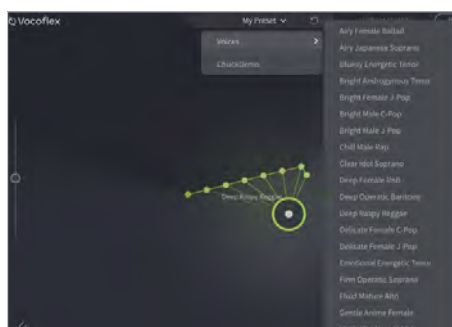 Vocoflex
My Preset
Voices
Airy Female Ballad
Airy Japanese Soprano
Bluesy Energetic Tenor
Bright Androgynous Tenor
Bright Female J-Pop
Bright Male C-Pop
Bright Male J-Pop
Chill Male Rap
Clear Idol Soprano
Deep Female RnB
Deep Operatic Baritone
Deep Raspy Reggae
Delicate Female C-Pop
Delicate Female J-Pop
Emotional Energetic Tenor
Firm Operatic Soprano
Fluid Mature Alto
Gentle Anime Female
Deep Raspy Reggae